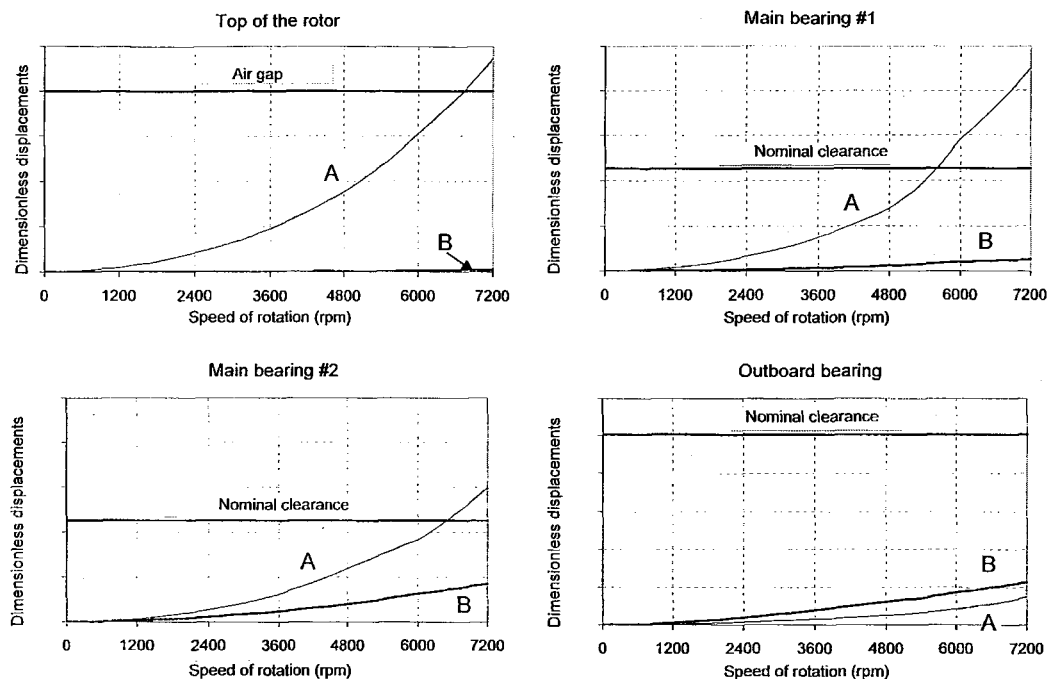 Top of the rotor
Dimensionless displacements
Air gap
A
B
0 1200 2400 3600 4800 6000 7200
Speed of rotation (rpm)
Main bearing #1
Dimensionless displacements
Nominal clearance
A
B
0 1200 2400 3600 4800 6000 7200
Speed of rotation (rpm)
Main bearing #2
Dimensionless displacements
Nominal clearance
A
B
0 1200 2400 3600 4800 6000 7200
Speed of rotation (rpm)
Outboard bearing
Dimensionless displacements
Nominal clearance
B
A
0 1200 2400 3600 4800 6000 7200
Speed of rotation (rpm)